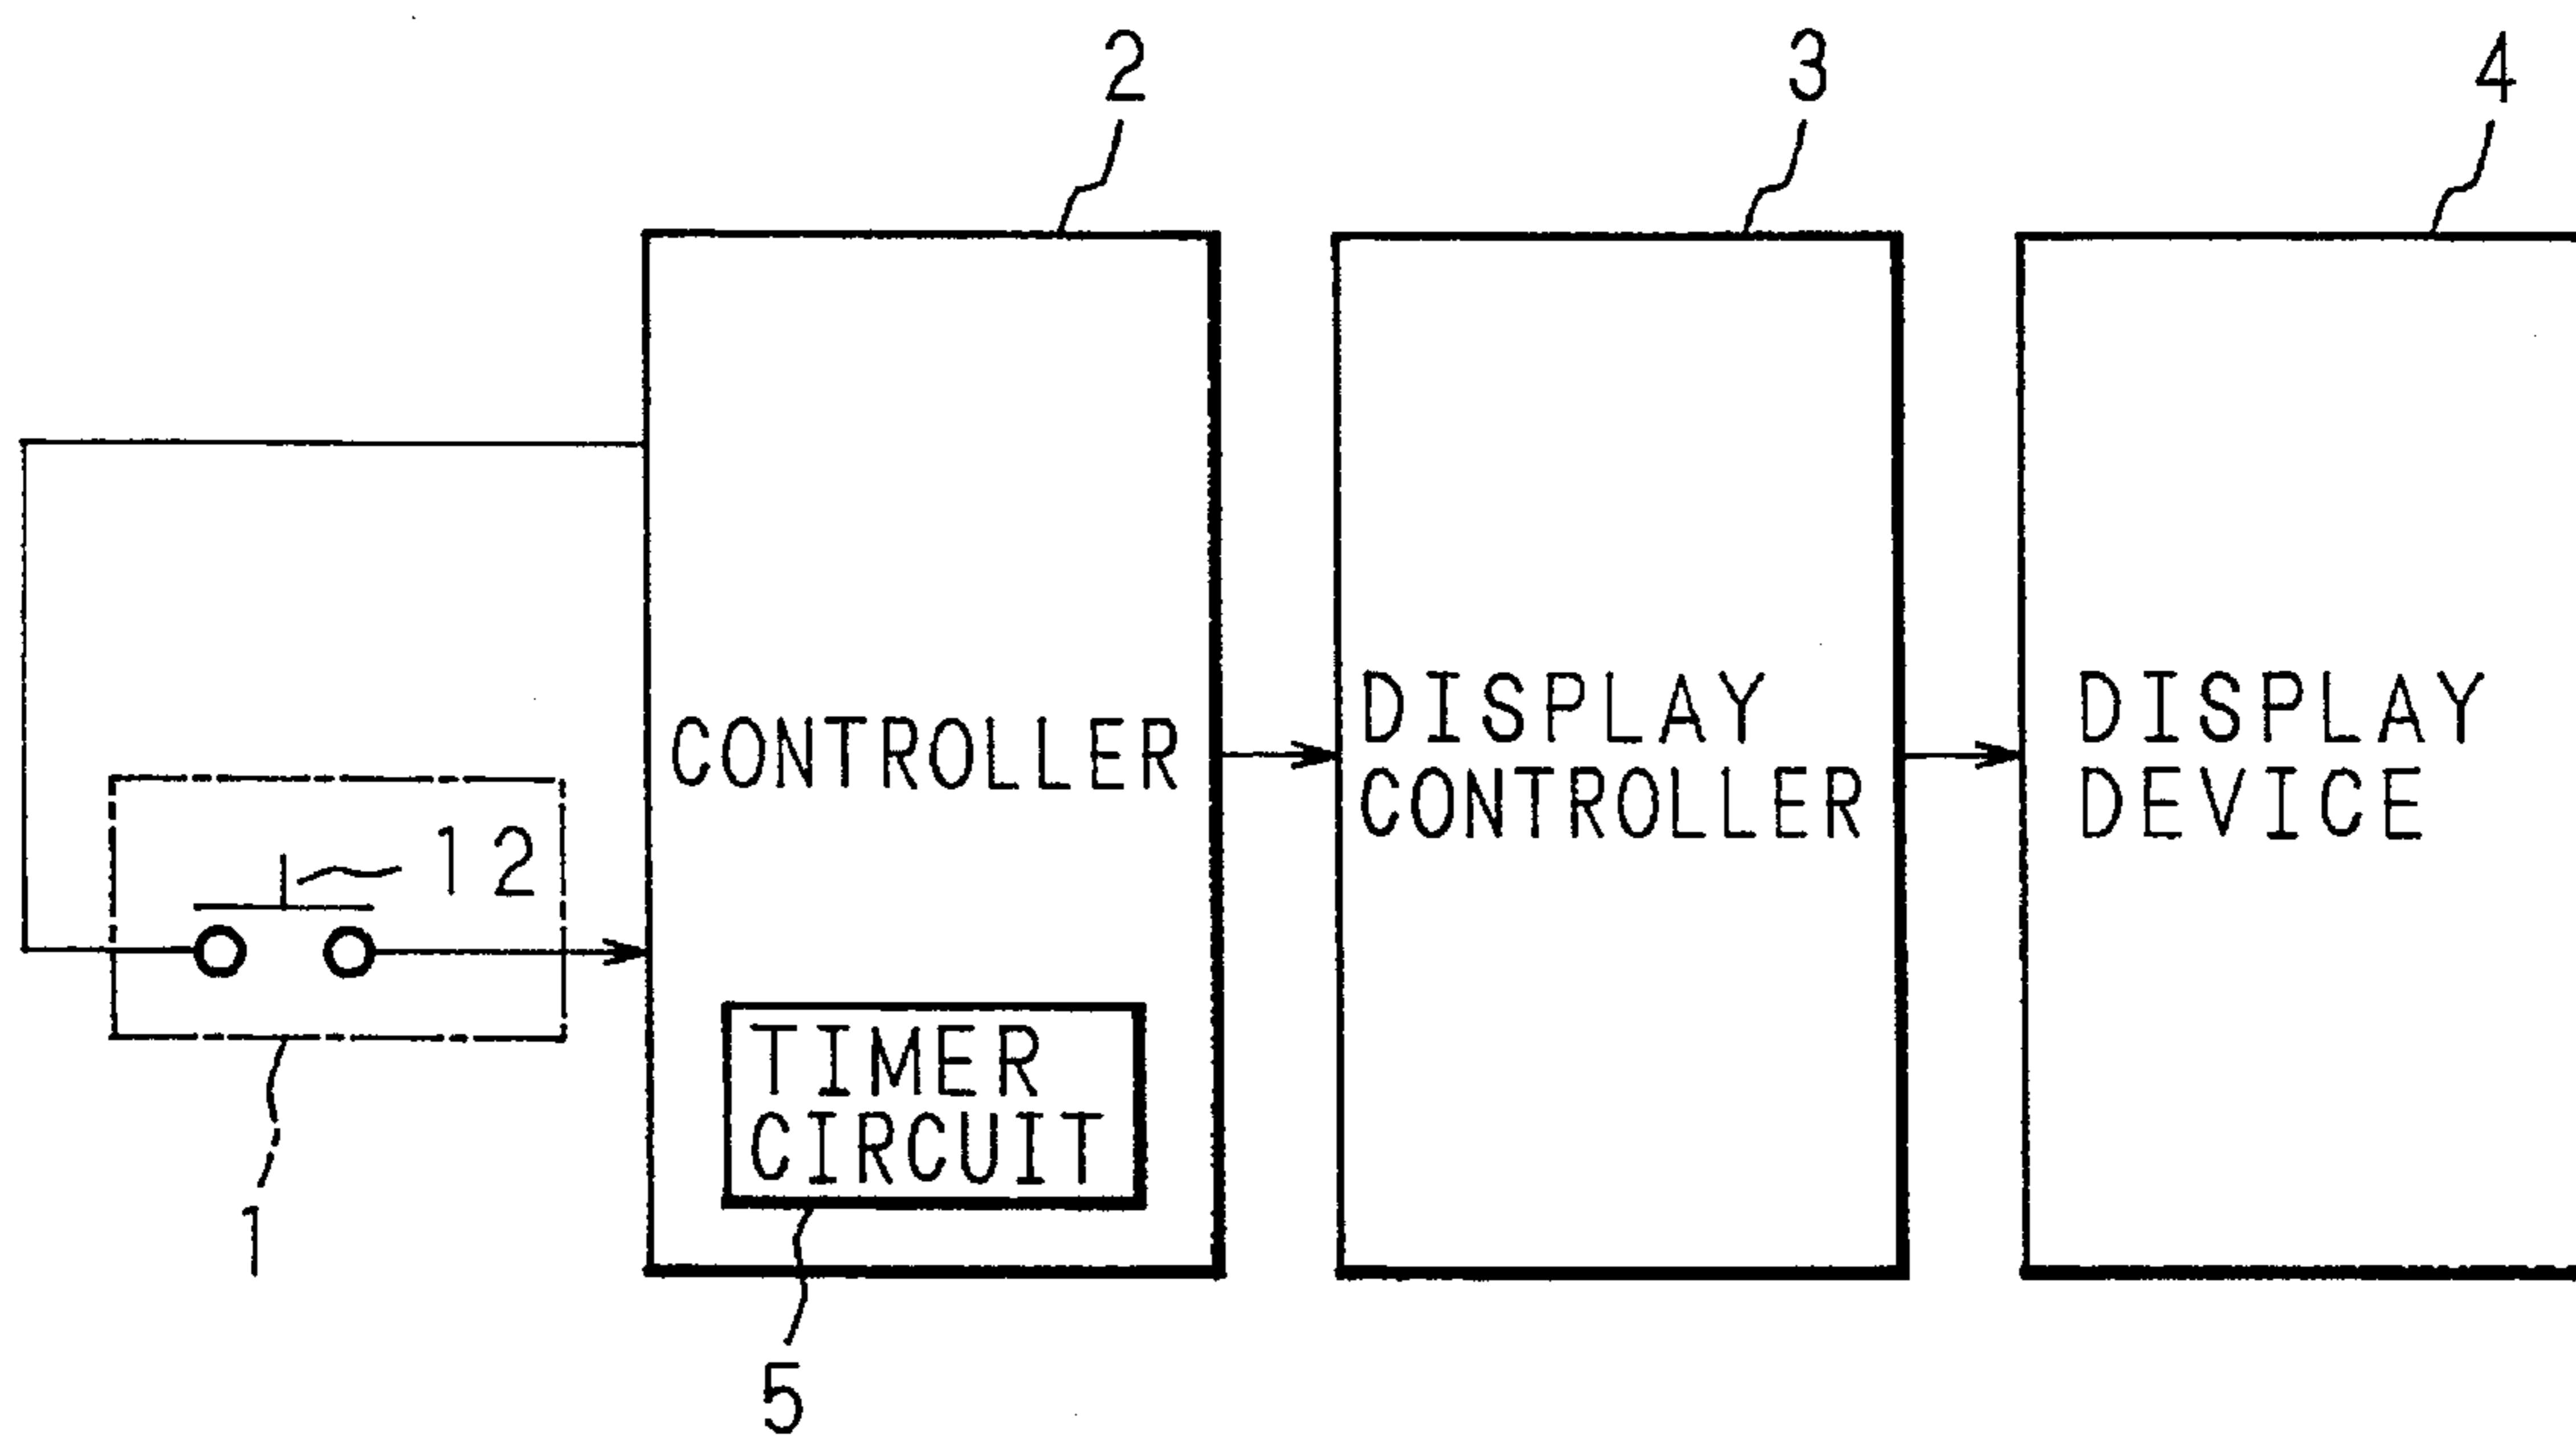 2
3
4
CONTROLLER
DISPLAY
CONTROLLER
DISPLAY
DEVICE
12
TIMER
CIRCUIT
1
5